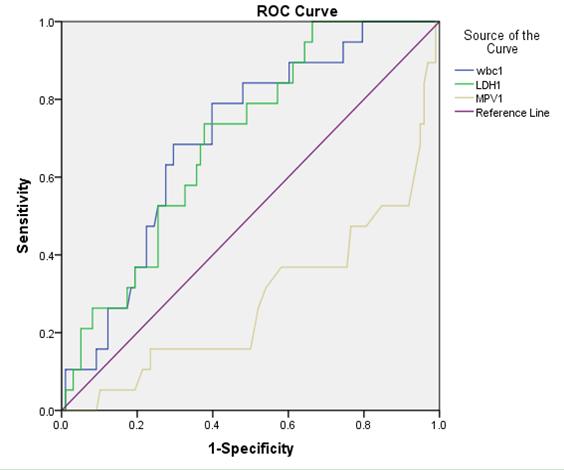 ROC Curve
Source of the
Curve
wbc1
LDH1
MPV1
Reference Line
Sensitivity
1.0
0.8
0.6
0.4
0.2
0.0
0.0 0.2 0.4 0.6 0.8 1.0
1-Specificity